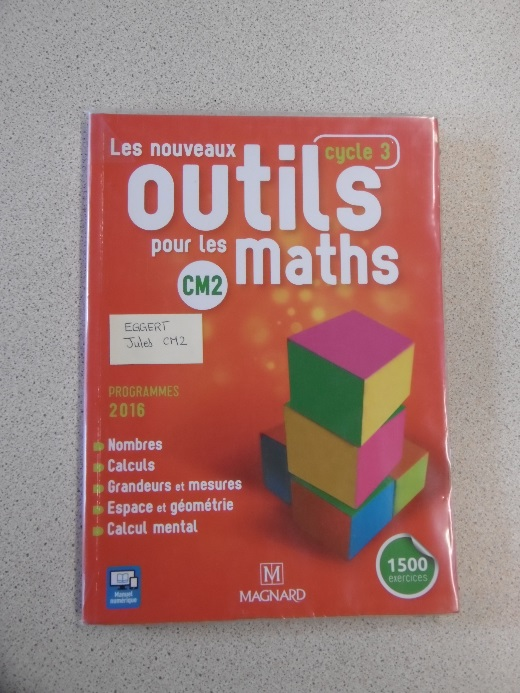 Les nouveaux
cycle 3
outils
pour les maths
CM2
EGGERT
Jules CM2
PROGRAMMES
2016
Nombres
Calculs
Grandeurs et mesures
Espace et géométrie
Calcul mental
1500
exercices
Manuel
numérique
M
MAGNARD